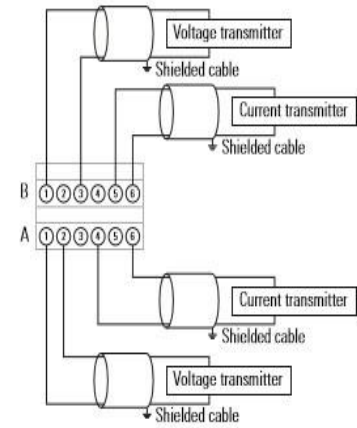 Voltage transmitter
Shielded cable
Current transmitter
Shielded cable
B 1 2 3 4 5 6
A 1 2 3 4 5 6
Current transmitter
Shielded cable
Voltage transmitter
Shielded cable